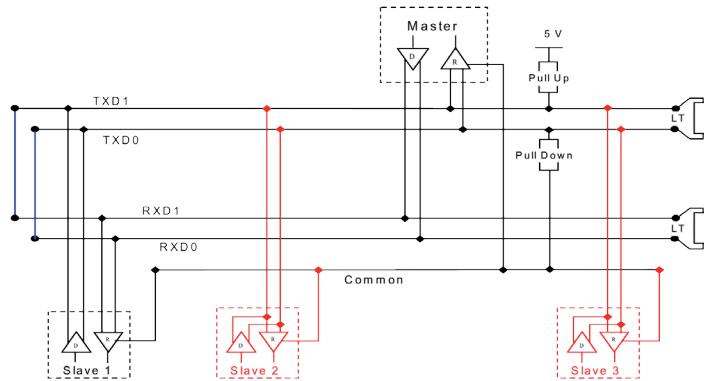 Master
5 V
D
R
Pull Up
TXD1
LT
TXD0
Pull Down
RXD1
LT
RXD0
Common
D
R
D
R
D
R
Slave 1
Slave 2
Slave 3